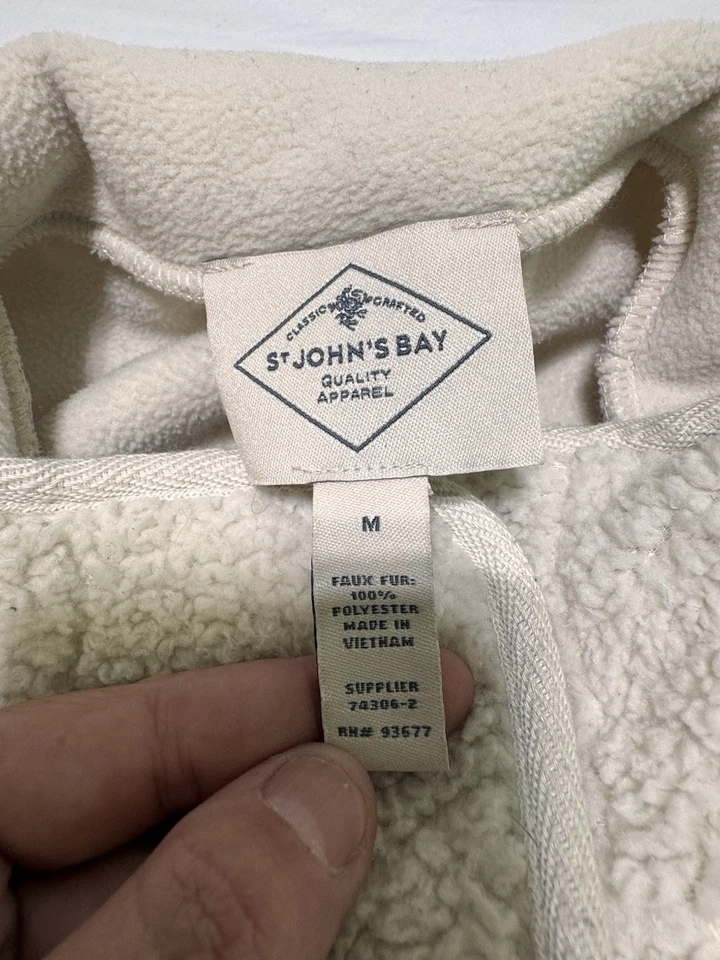 CLASSIC CRAFTED
ST JOHN'S BAY
QUALITY
APPAREL
M
FAUX FUR:
100%
POLYESTER
MADE IN
VIETNAM
SUPPLIER
74306-2
RN# 93677